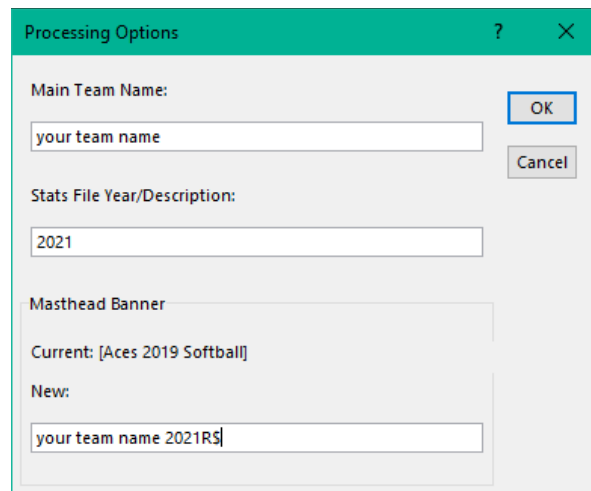 Processing Options ? ×
Main Team Name:
OK
your team name
Cancel
Stats File Year/Description:
2021
Masthead Banner
Current: [Aces 2019 Softball]
New:
your team name 2021R$